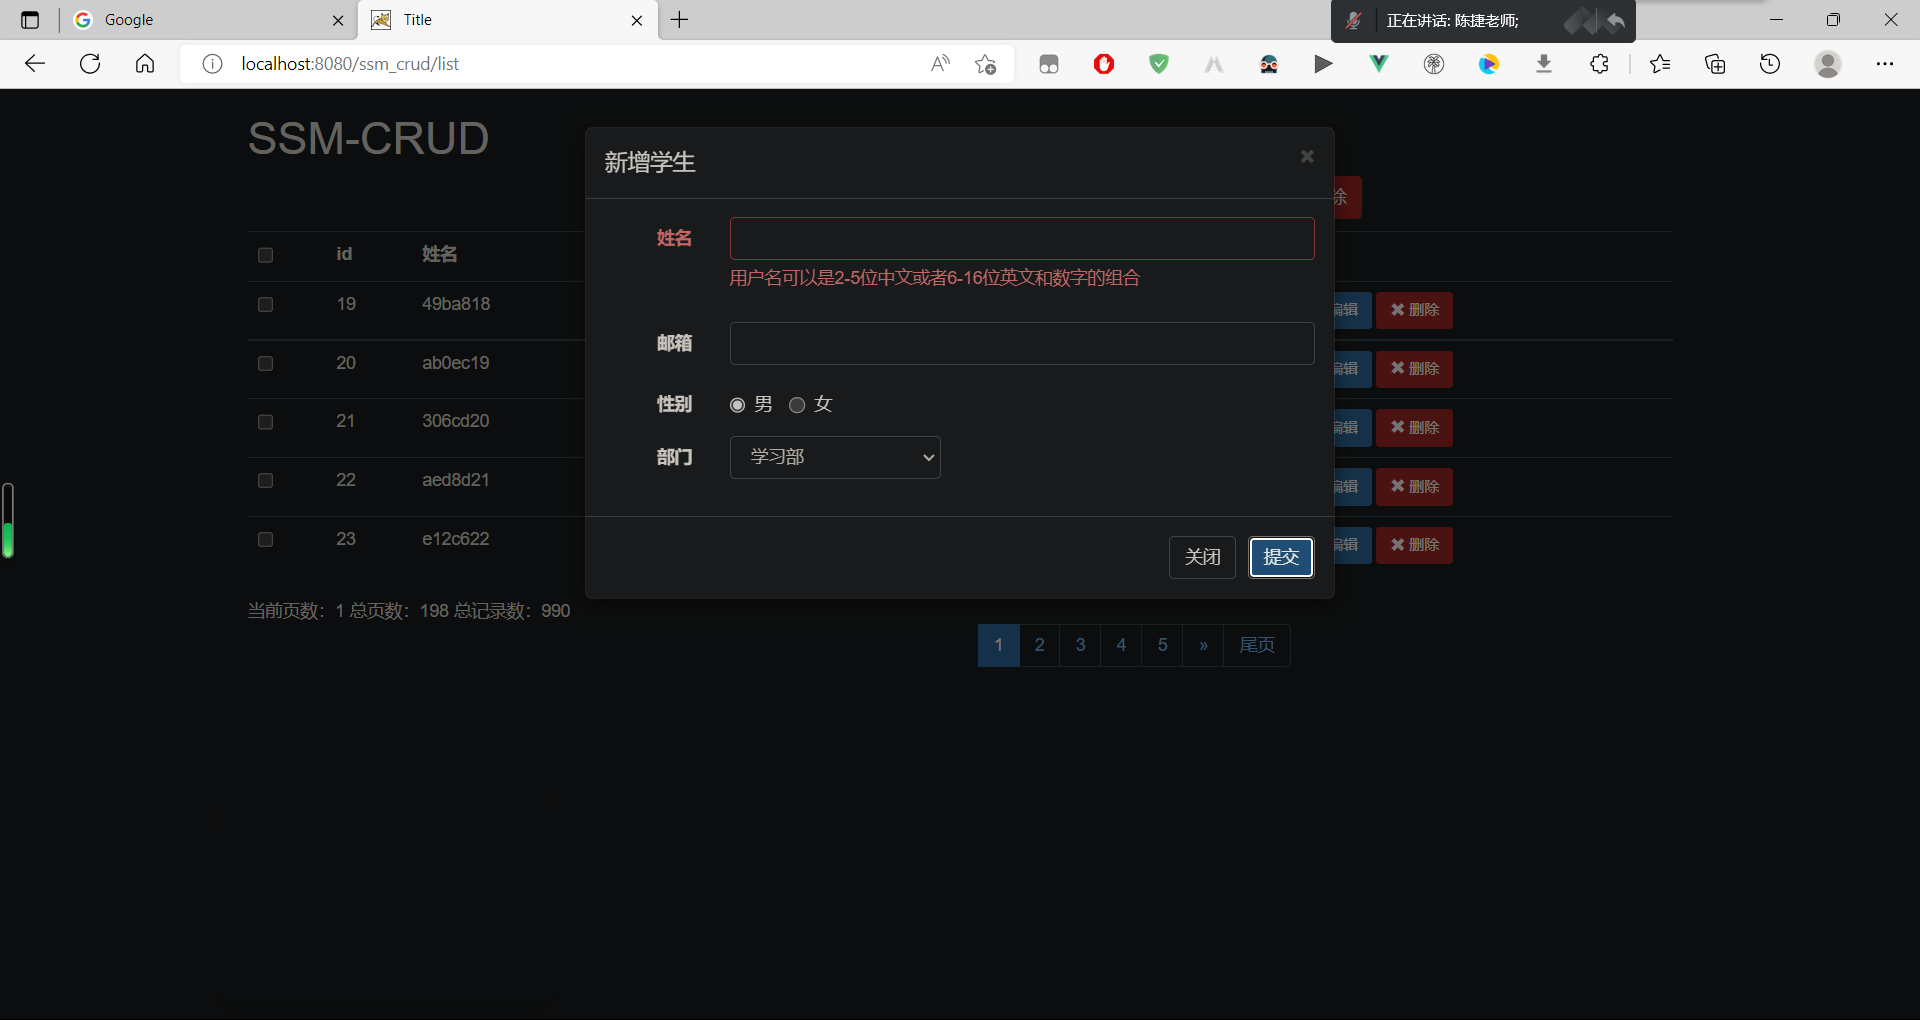 Google
Title
正在讲话: 陈捷老师;
localhost:8080/ssm_crud/list
SSM-CRUD
新增学生
除
姓名
用户名可以是2-5位中文或者6-16位英文和数字的组合
邮箱
性别 男 女
部门 学习部
关闭 提交
id 姓名
19 49ba818 编辑 删除
20 ab0ec19 编辑 删除
21 306cd20 编辑 删除
22 aed8d21 编辑 删除
23 e12c622 编辑 删除
当前页数：1 总页数：198 总记录数：990
1 2 3 4 5 » 尾页